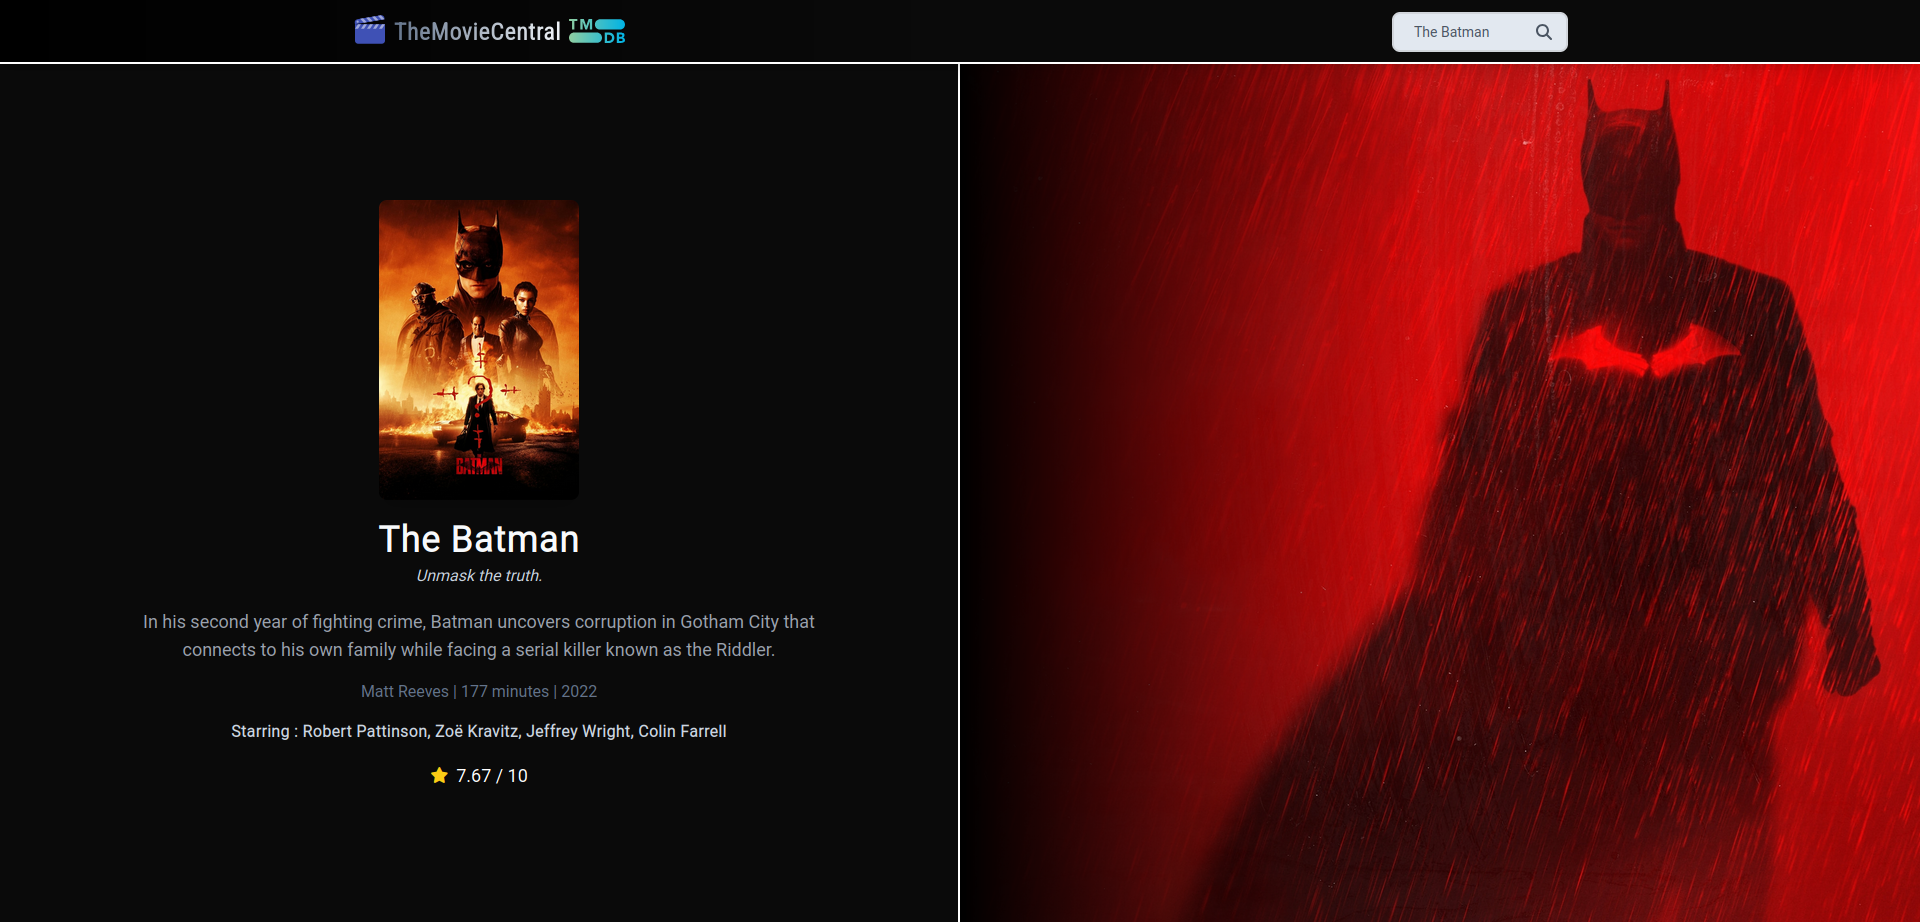 TheMovieCentral
TM
DB
The Batman
BATMAN
The Batman
Unmask the truth.
In his second year of fighting crime, Batman uncovers corruption in Gotham City that
connects to his own family while facing a serial killer known as the Riddler.
Matt Reeves | 177 minutes | 2022
Starring : Robert Pattinson, Zoë Kravitz, Jeffrey Wright, Colin Farrell
7.67 / 10